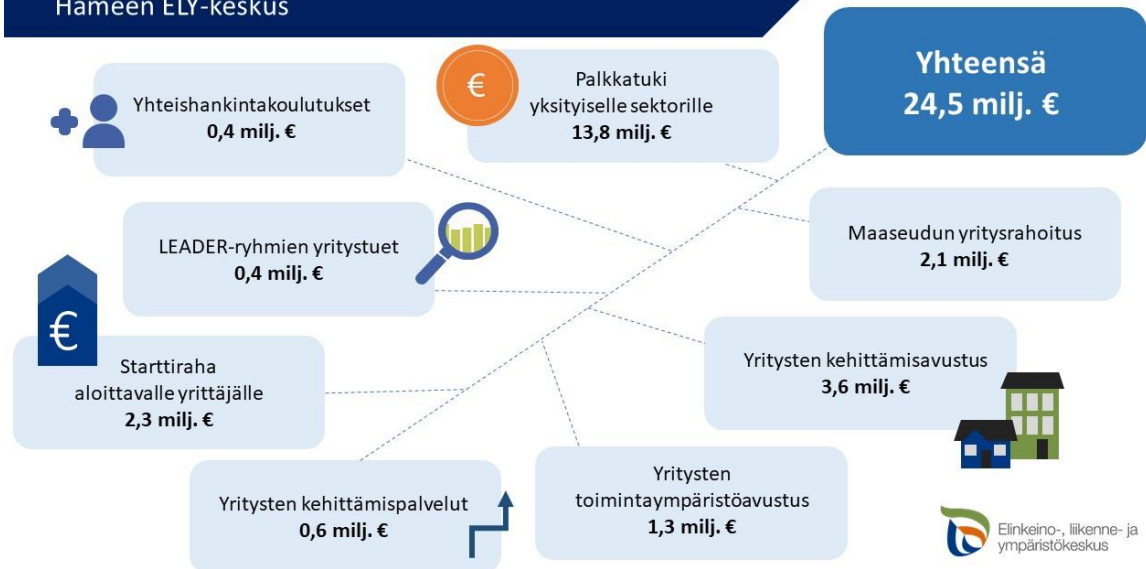 Hämeen ELY-keskus
Yhteensä
24,5 milj. €
€
Palkkatuki
yksityiselle sektorille
13,8 milj. €
Yhteishankintakoulutukset
0,4 milj. €
Maaseudun yritysrahoitus
2,1 milj. €
LEADER-ryhmien yritystuet
0,4 milj. €
€
Starttiraha
aloittavalle yrittäjälle
2,3 milj. €
Yritysten kehittämisavustus
3,6 milj. €
Yritysten kehittämispalvelut
0,6 milj. €
Yritysten
toimintaympäristöavustus
1,3 milj. €
Elinkeino-, liikenne- ja
ympäristökeskus